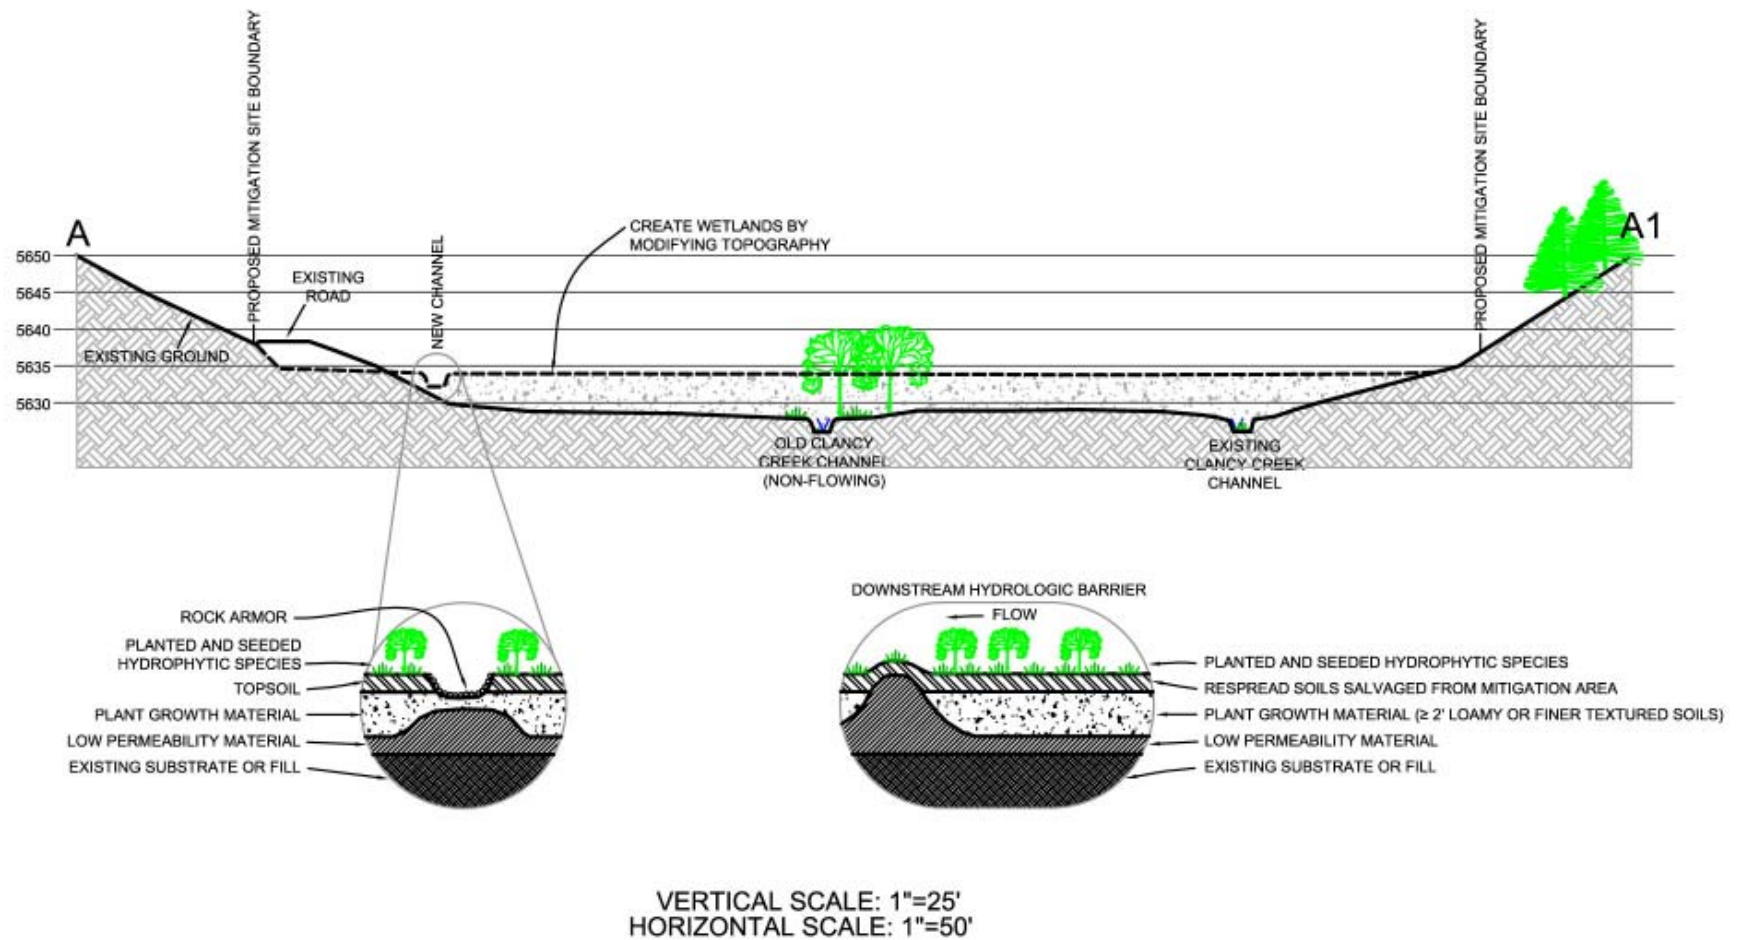 PROPOSED MITIGATION SITE BOUNDARY
PROPOSED MITIGATION SITE BOUNDARY
A
A1
CREATE WETLANDS BY
MODIFYING TOPOGRAPHY
NEW CHANNEL
5650
5645
5640
5635
5630
EXISTING
ROAD
EXISTING GROUND
OLD CLANCY
CREEK CHANNEL
(NON-FLOWING)
EXISTING
CLANCY CREEK
CHANNEL
ROCK ARMOR
PLANTED AND SEEDED
HYDROPHYTIC SPECIES
TOPSOIL
PLANT GROWTH MATERIAL
LOW PERMEABILITY MATERIAL
EXISTING SUBSTRATE OR FILL
DOWNSTREAM HYDROLOGIC BARRIER
FLOW
PLANTED AND SEEDED HYDROPHYTIC SPECIES
RESPREAD SOILS SALVAGED FROM MITIGATION AREA
PLANT GROWTH MATERIAL (≥ 2' LOAMY OR FINER TEXTURED SOILS)
LOW PERMEABILITY MATERIAL
EXISTING SUBSTRATE OR FILL
VERTICAL SCALE: 1"=25'
HORIZONTAL SCALE: 1"=50'